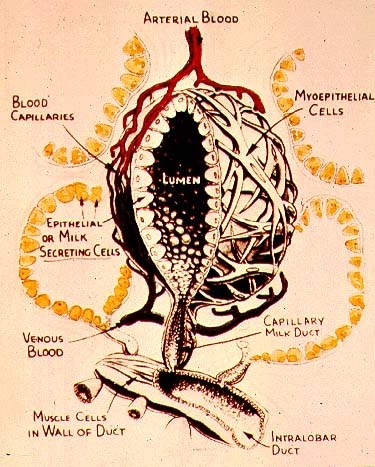 ARTERIAL BLOOD
BLOOD
CAPILLARIES
MYOEPITHELIAL
CELLS
LUMEN
EPITHELIAL
OR MILK
SECRETING CELLS
VENOUS
BLOOD
CAPILLARY
MILK DUCT
MUSCLE CELLS
IN WALL OF DUCT
INTRALOBAR
DUCT